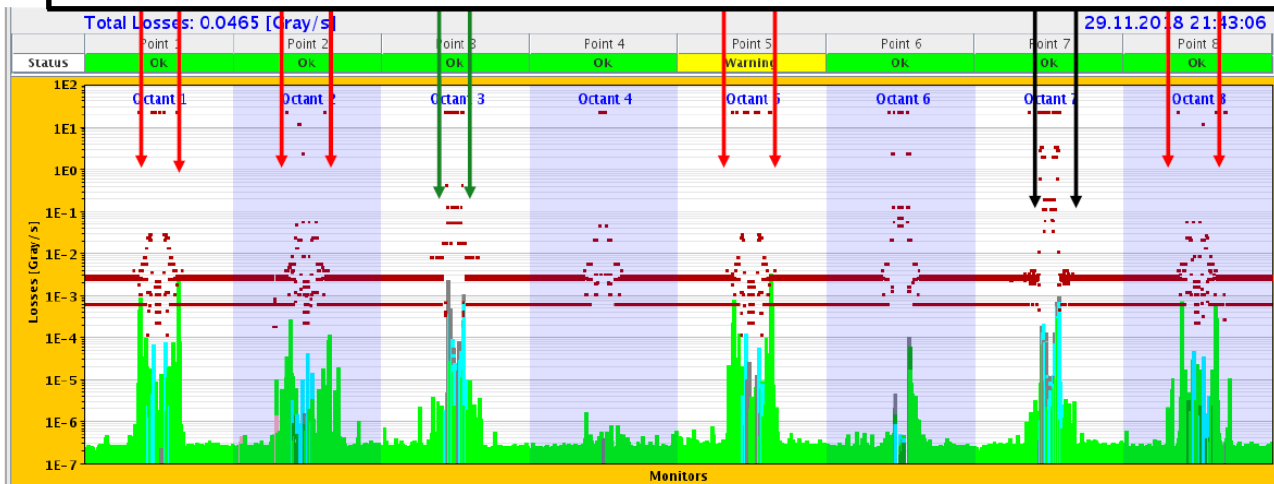 Total Losses: 0.0465 [Gray/s] 29.11.2018 21:43:06
Point 1 Point 2 Point 3 Point 4 Point 5 Point 6 Point 7 Point 8
Status Ok Ok Ok Ok Warning Ok Ok Ok
Octant 1 Octant 2 Octant 3 Octant 4 Octant 5 Octant 6 Octant 7 Octant 8
1E2
1E1
1E0
1E-1
1E-2
1E-3
1E-4
1E-5
1E-6
1E-7
Losses [Gray/s]
Monitors